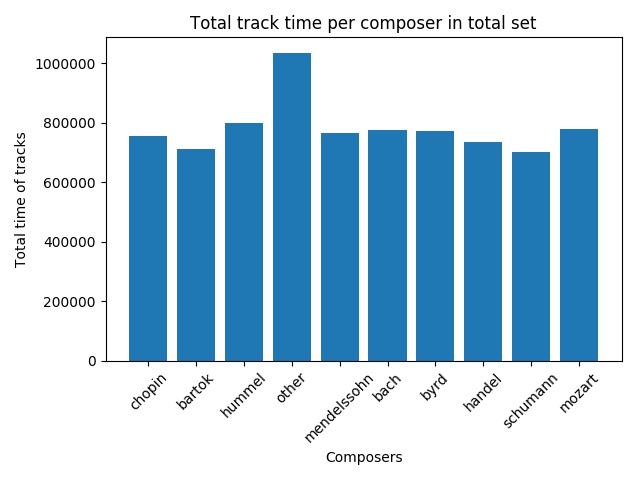 Total track time per composer in total set
Total time of tracks
1000000
800000
600000
400000
200000
0
chopin
bartok
hummel
other
mendelssohn
bach
byrd
handel
schumann
mozart
Composers